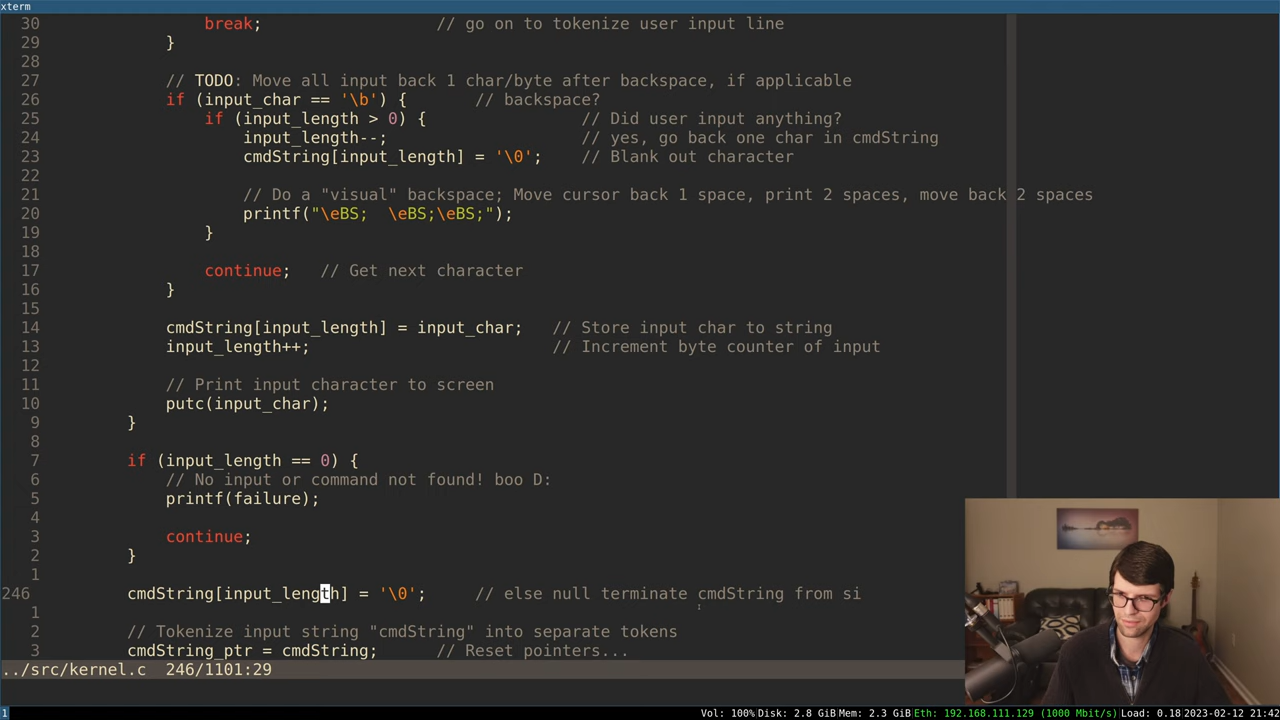 xterm
30 break; // go on to tokenize user input line
29 }
28
27 // TODO: Move all input back 1 char/byte after backspace, if applicable
26 if (input_char == '\b') { // backspace?
25 if (input_length > 0) { // Did user input anything?
24 input_length--; // yes, go back one char in cmdString
23 cmdString[input_length] = '\0'; // Blank out character
22
21 // Do a "visual" backspace; Move cursor back 1 space, print 2 spaces, move back 2 spaces
20 printf("\eBS;  \eBS;\eBS;");
19 }
18
17 continue; // Get next character
16 }
15
14 cmdString[input_length] = input_char; // Store input char to string
13 input_length++; // Increment byte counter of input
12
11 // Print input character to screen
10 putc(input_char);
9 }
8
7 if (input_length == 0) {
6 // No input or command not found! boo D:
5 printf(failure);
4
3 continue;
2 }
1
246 cmdString[input_length] = '\0'; // else null terminate cmdString from si
1
2 // Tokenize input string "cmdString" into separate tokens
3 cmdString_ptr = cmdString; // Reset pointers...
../src/kernel.c 246/1101:29
1 Vol: 100% Disk: 2.8 GiB Mem: 2.3 GiB Eth: 192.168.111.129 (1000 Mbit/s) Load: 0.18 2023-02-12 21:42